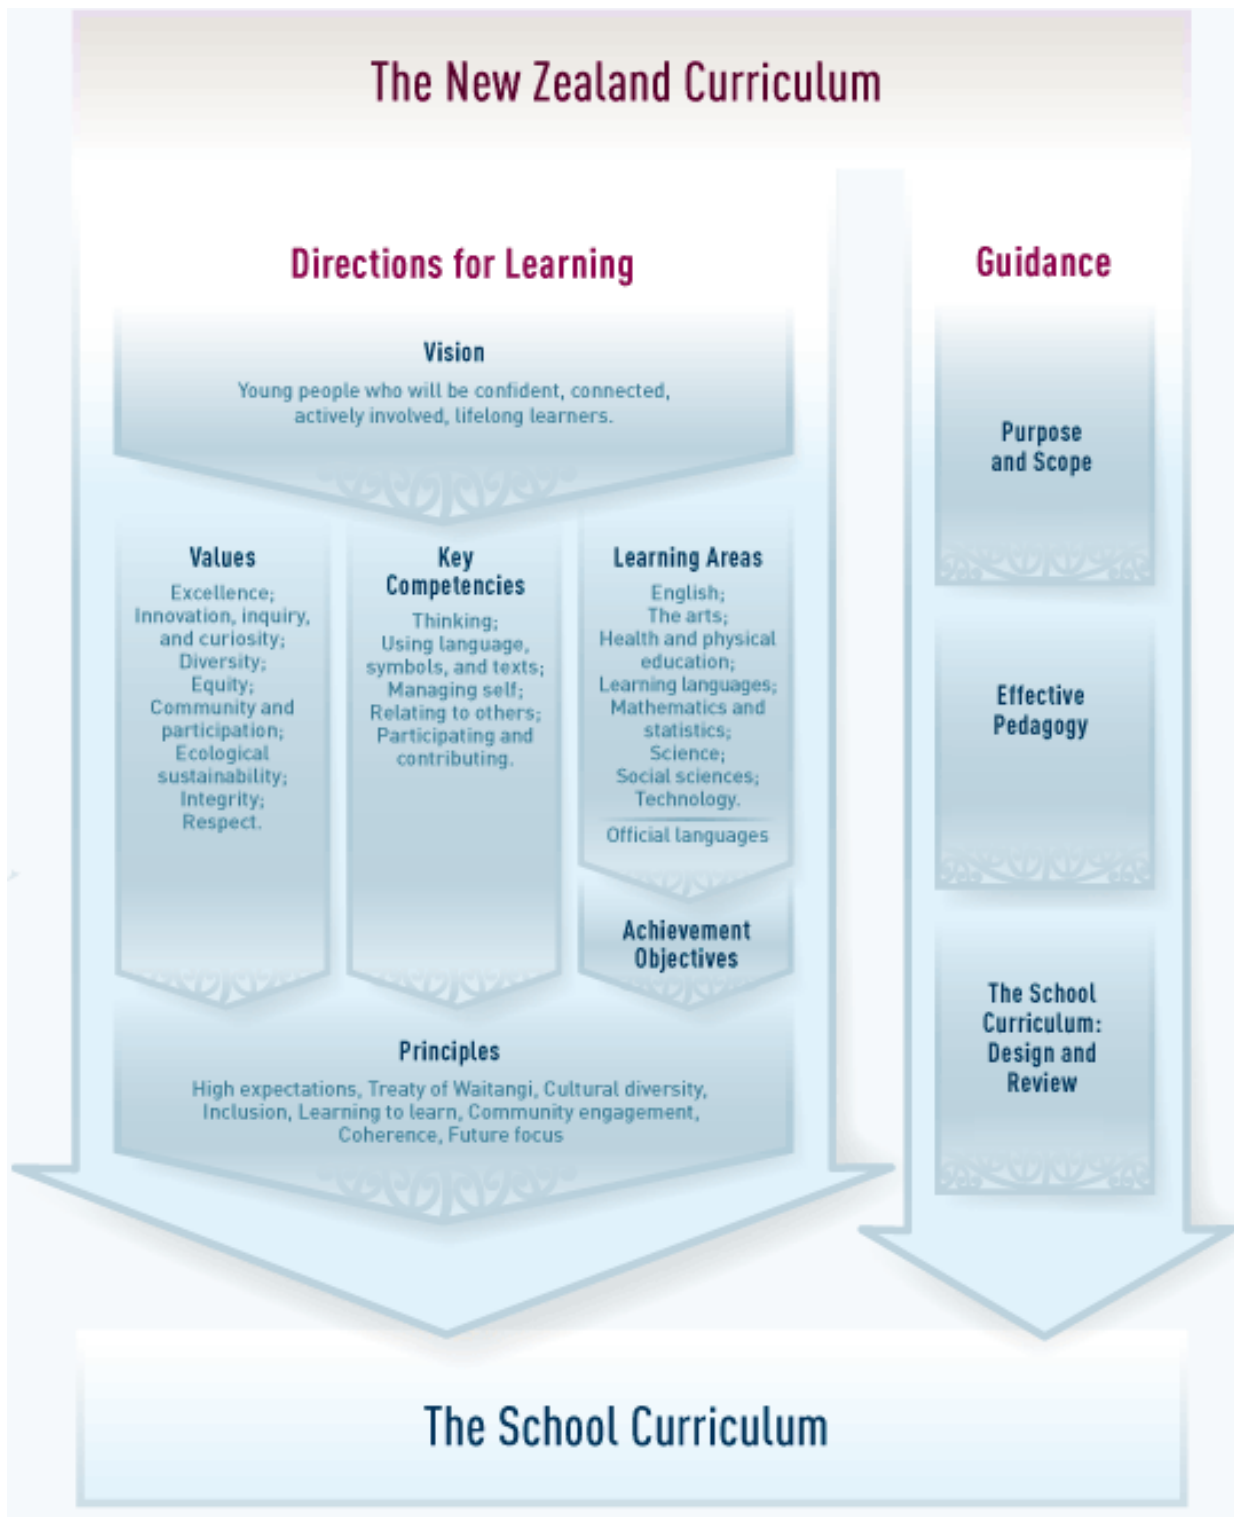 The New Zealand Curriculum
Directions for Learning
Vision
Young people who will be confident, connected,
actively involved, lifelong learners.
Values
Excellence;
Innovation, inquiry,
and curiosity;
Diversity;
Equity;
Community and
participation;
Ecological
sustainability;
Integrity;
Respect.
Key
Competencies
Thinking;
Using language,
symbols, and texts;
Managing self;
Relating to others;
Participating and
contributing.
Learning Areas
English;
The arts;
Health and physical
education;
Learning languages;
Mathematics and
statistics;
Science;
Social sciences;
Technology.
Official languages
Achievement
Objectives
Principles
High expectations, Treaty of Waitangi, Cultural diversity,
Inclusion, Learning to learn, Community engagement,
Coherence, Future focus
Guidance
Purpose
and Scope
Effective
Pedagogy
The School
Curriculum:
Design and
Review
The School Curriculum